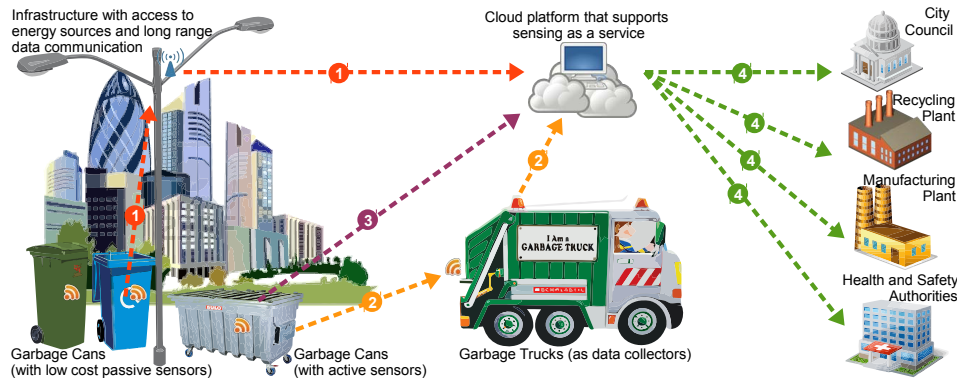 Infrastructure with access to
energy sources and long range
data communication
Cloud platform that supports
sensing as a service
City
Council
1
4
Recycling
Plant
4
2
4
Manufacturing
Plant
1
4
3
I Am a
GARBAGE TRUCK
2
SCHOLASTIC
Health and Safety
Authorities
Garbage Cans
(with low cost passive sensors)
Garbage Cans
(with active sensors)
Garbage Trucks (as data collectors)